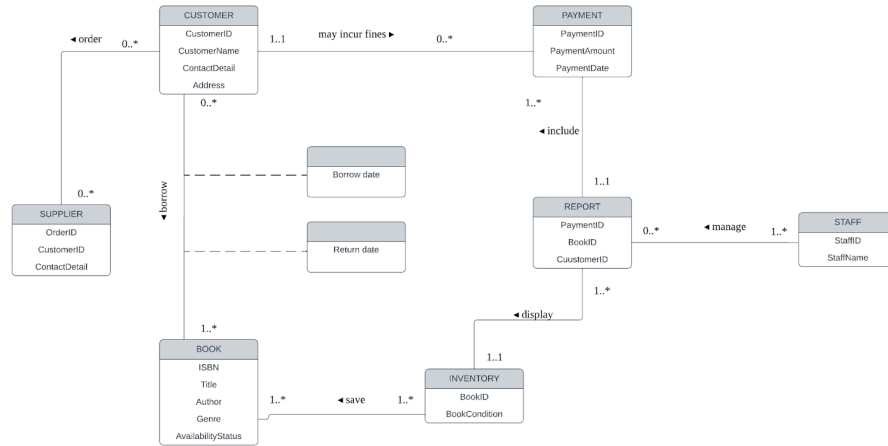 CUSTOMER
CustomerID
CustomerName
ContactDetail
Address
PAYMENT
PaymentID
PaymentAmount
PaymentDate
◄ order
0..*
1..1
may incur fines ►
0..*
0..*
1..*
◄ include
Borrow date
◄ borrow
0..*
1..1
SUPPLIER
OrderID
CustomerID
ContactDetail
REPORT
PaymentID
BookID
CuustomerID
0..*
◄ manage
1..*
STAFF
StaffID
StaffName
Return date
1..*
◄ display
1..*
1..1
BOOK
ISBN
Title
Author
Genre
AvailabilityStatus
1..*
◄ save
1..*
INVENTORY
BookID
BookCondition